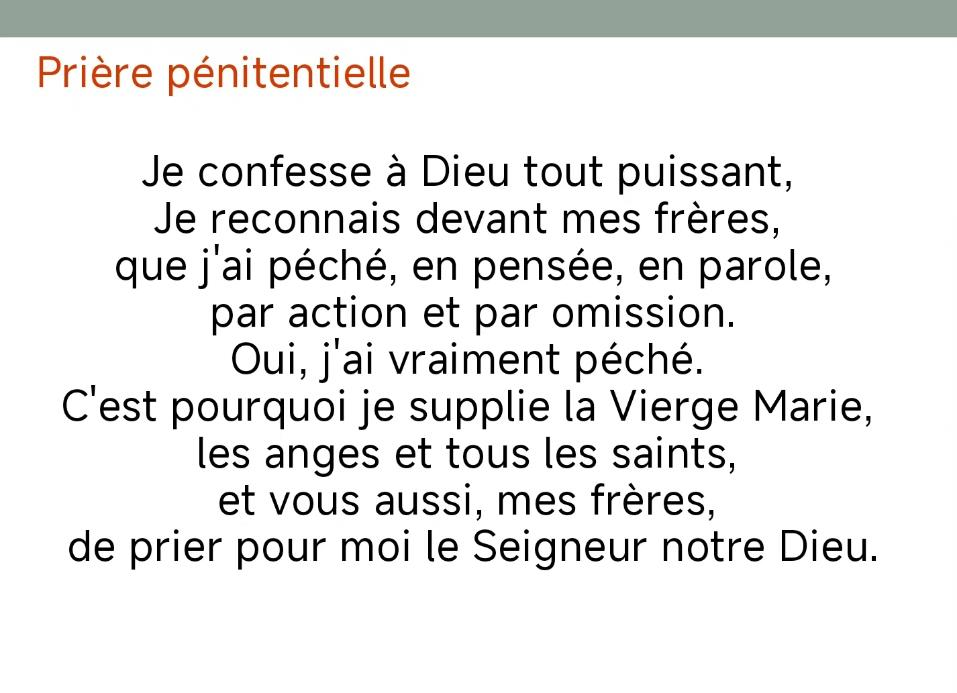 Prière pénitentielle
Je confesse à Dieu tout puissant,
Je reconnais devant mes frères,
que j'ai péché, en pensée, en parole,
par action et par omission.
Oui, j'ai vraiment péché.
C'est pourquoi je supplie la Vierge Marie,
les anges et tous les saints,
et vous aussi, mes frères,
de prier pour moi le Seigneur notre Dieu.